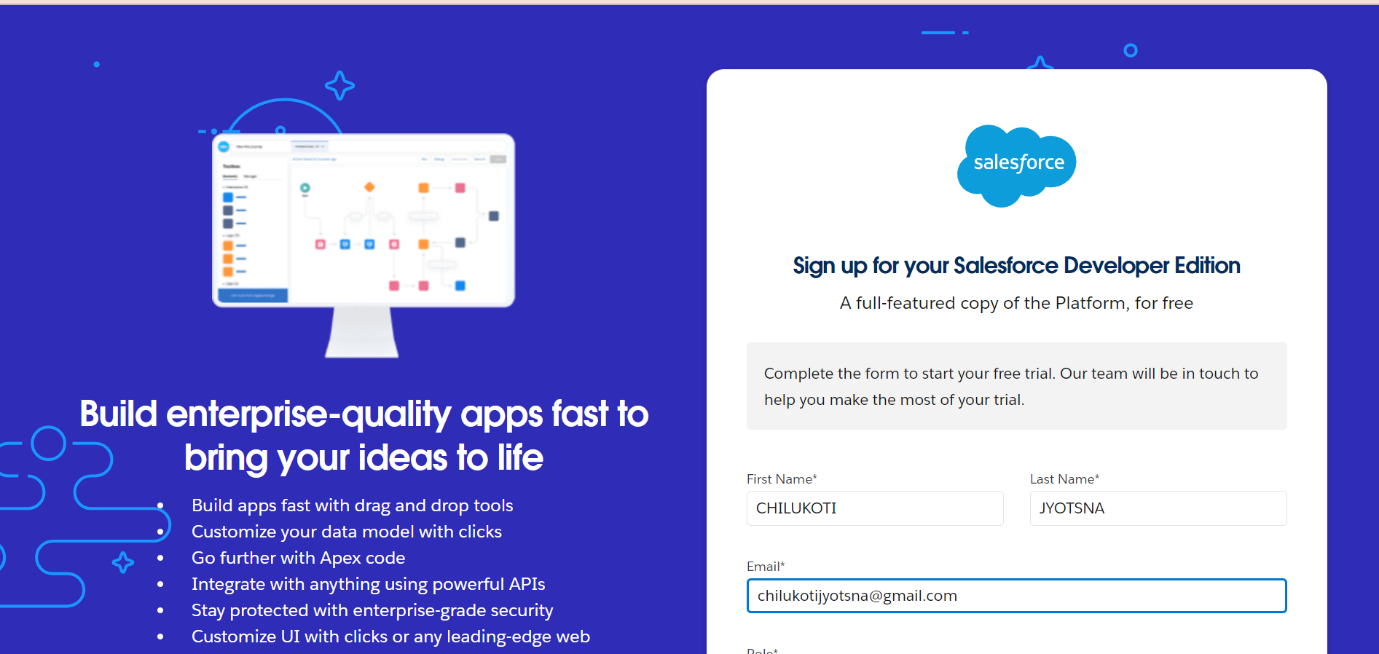 Build enterprise-quality apps fast to
bring your ideas to life
Build apps fast with drag and drop tools
Customize your data model with clicks
Go further with Apex code
Integrate with anything using powerful APIs
Stay protected with enterprise-grade security
Customize UI with clicks or any leading-edge web
salesforce
Sign up for your Salesforce Developer Edition
A full-featured copy of the Platform, for free
Complete the form to start your free trial. Our team will be in touch to
help you make the most of your trial.
First Name* Last Name*
CHILUKOTI JYOTSNA
Email*
chilukotijyotsna@gmail.com
Role*